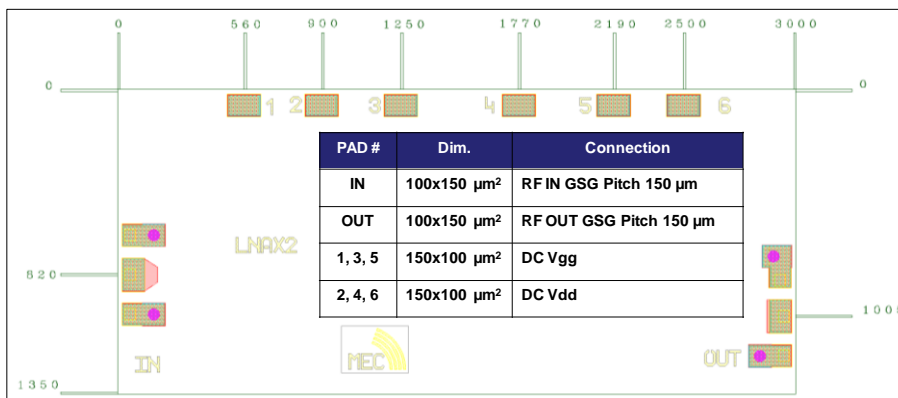 0 560 900 1250 1770 2190 2500 3000
0 0
1 2 3 4 5 6
PAD # Dim. Connection
IN 100x150 µm² RF IN GSG Pitch 150 µm
OUT 100x150 µm² RF OUT GSG Pitch 150 µm
1, 3, 5 150x100 µm² DC Vgg
2, 4, 6 150x100 µm² DC Vdd
LNAX2
820
MEC
IN OUT
1350